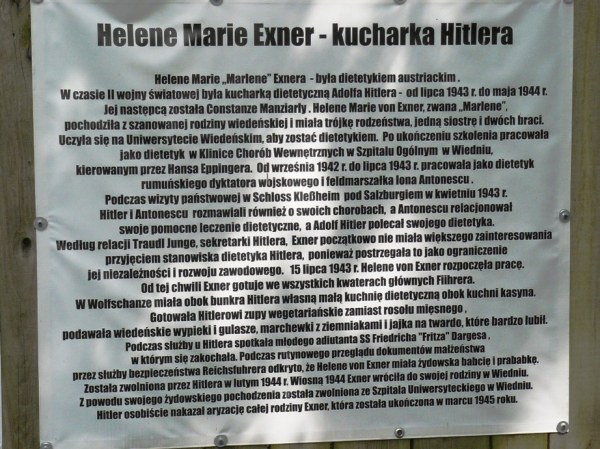 Helene Marie Exner - kucharka Hitlera
Helene Marie „Marlene” Exnera - była dietetykiem austriackim .
W czasie II wojny światowej była kucharką dietetyczną Adolfa Hitlera - od lipca 1943 r. do maja 1944 r.
Jej następcą została Constanze Manziarly . Helene Marie von Exner, zwana „Marlene”,
pochodziła z szanowanej rodziny wiedeńskiej i miała trójkę rodzeństwa, jedną siostrę i dwóch braci.
Uczyła się na Uniwersytecie Wiedeńskim, aby zostać dietetykiem. Po ukończeniu szkolenia pracowała
jako dietetyk w Klinice Chorób Wewnętrznych w Szpitalu Ogólnym w Wiedniu,
kierowanym przez Hansa Eppingera. Od września 1942 r. do lipca 1943 r. pracowała jako dietetyk
rumuńskiego dyktatora wojskowego i feldmarszałka Iona Antonescu .
Podczas wizyty państwowej w Schloss Kleßheim pod Salzburgiem w kwietniu 1943 r.
Hitler i Antonescu rozmawiali również o swoich chorobach, a Antonescu relacjonował
swoje pomocne leczenie dietetyczne, a Adolf Hitler polecał swojego dietetyka.
Według relacji Traudl Junge, sekretarki Hitlera, Exner początkowo nie miała większego zainteresowania
przyjęciem stanowiska dietetyka Hitlera, ponieważ postrzegała to jako ograniczenie
jej niezależności i rozwoju zawodowego. 15 lipca 1943 r. Helene von Exner rozpoczęła pracę.
Od tej chwili Exner gotuje we wszystkich kwaterach głównych Fiihrera.
W Wolfschanze miała obok bunkra Hitlera własną małą kuchnię dietetyczną obok kuchni kasyna.
Gotowała Hitlerowi zupy wegetariańskie zamiast rosołu mięsnego ,
podawała wiedeńskie wypieki i gulasze, marchewki z ziemniakami i jajka na twardo, które bardzo lubił.
Podczas służby u Hitlera spotkała młodego adiutanta SS Friedricha "Fritza" Dargesa ,
w którym się zakochała. Podczas rutynowego przeglądu dokumentów małżeństwa
przez służby bezpieczeństwa Reichsfuhrera odkryto, że Helene von Exner miała żydowska babcię i prababkę.
Została zwolniona przez Hitlera w lutym 1944 r. Wiosną 1944 Exner wróciła do swojej rodziny w Wiedniu.
Z powodu swojego żydowskiego pochodzenia została zwolniona ze Szpitala Uniwersyteckiego w Wiedniu.
Hitler osobiście nakazał aryzację całej rodziny Exner, która została ukończona w marcu 1945 roku.